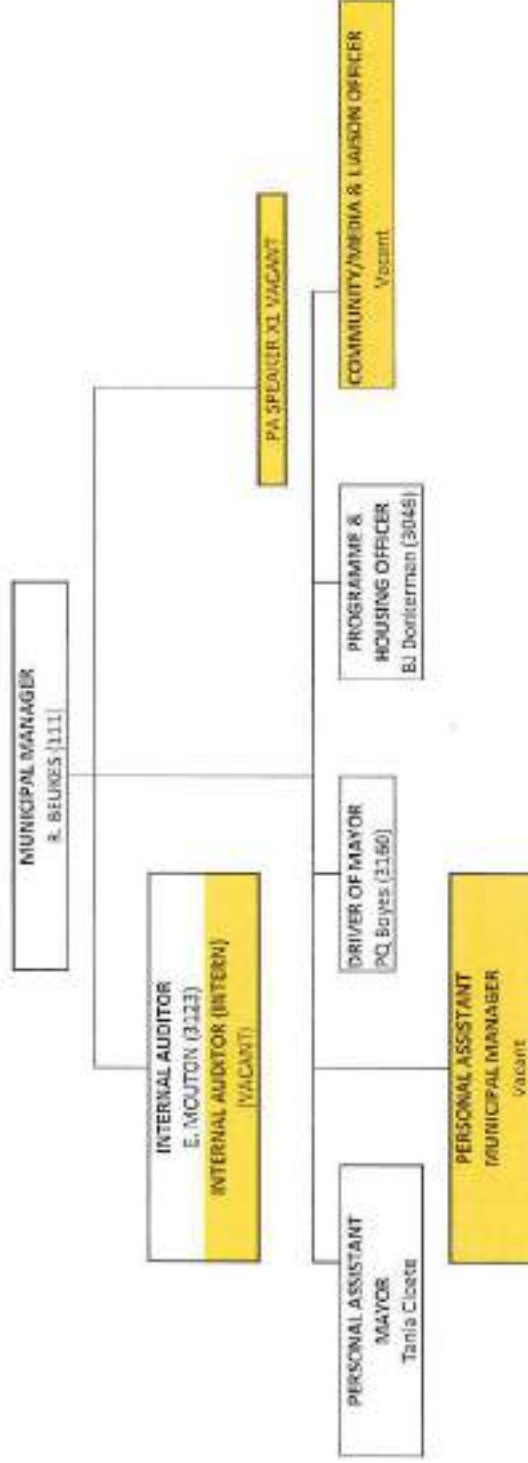 MUNICIPAL MANAGER
R. BEUKES (111)
INTERNAL AUDITOR
E. MOUTON (3123)
INTERNAL AUDITOR (INTERN)
(VACANT)
PA SPEAKER X1 VACANT
PERSONAL ASSISTANT
MAYOR
Tania Cloete
DRIVER OF MAYOR
PQ Bayes (3160)
PROGRAMME &
HOUSING OFFICER
BJ Donkerman (3046)
COMMUNITY/MEDIA & LIAISON OFFICER
Vacant
PERSONAL ASSISTANT
MUNICIPAL MANAGER
Vacant